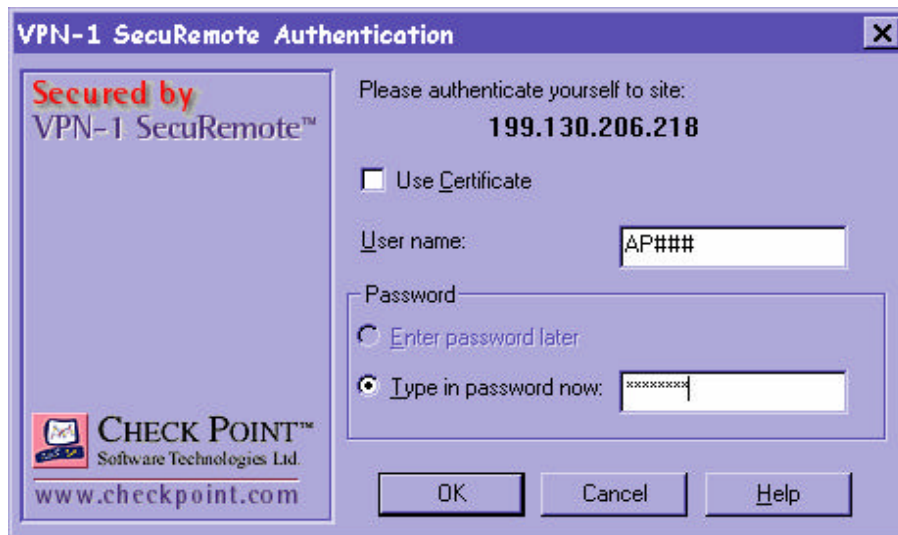 VPN-1 SecuRemote Authentication
Secured by
VPN-1 SecuRemote™
Please authenticate yourself to site:
199.130.206.218
Use Certificate
User name:
AP###
Password
Enter password later
Type in password now:
********
CHECK POINT™
Software Technologies Ltd.
www.checkpoint.com
OK
Cancel
Help